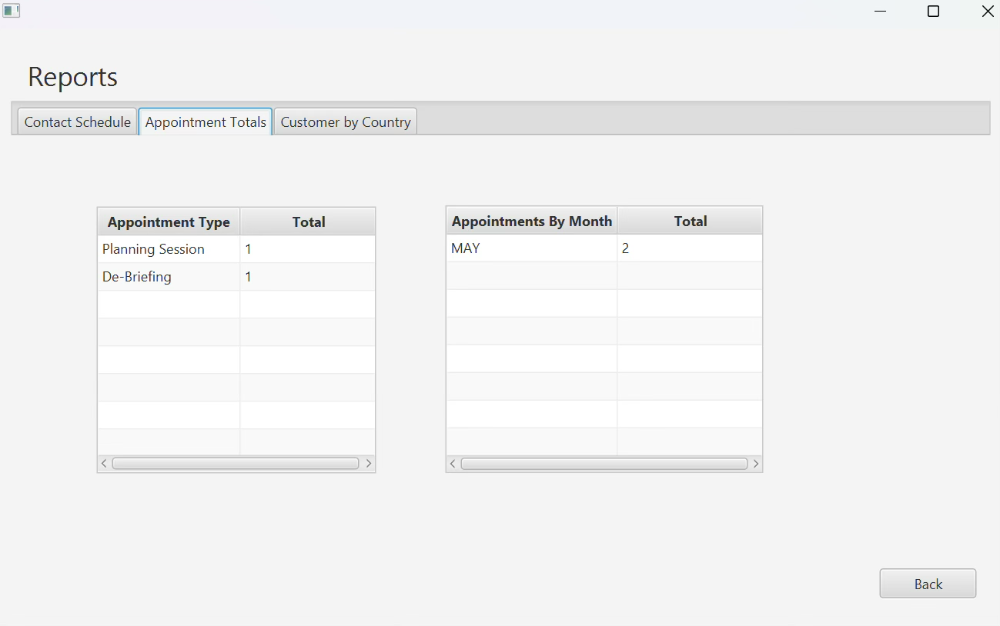 Reports
Contact Schedule Appointment Totals Customer by Country
Appointment Type Total
Planning Session 1
De-Briefing 1
Appointments By Month Total
MAY 2
Back